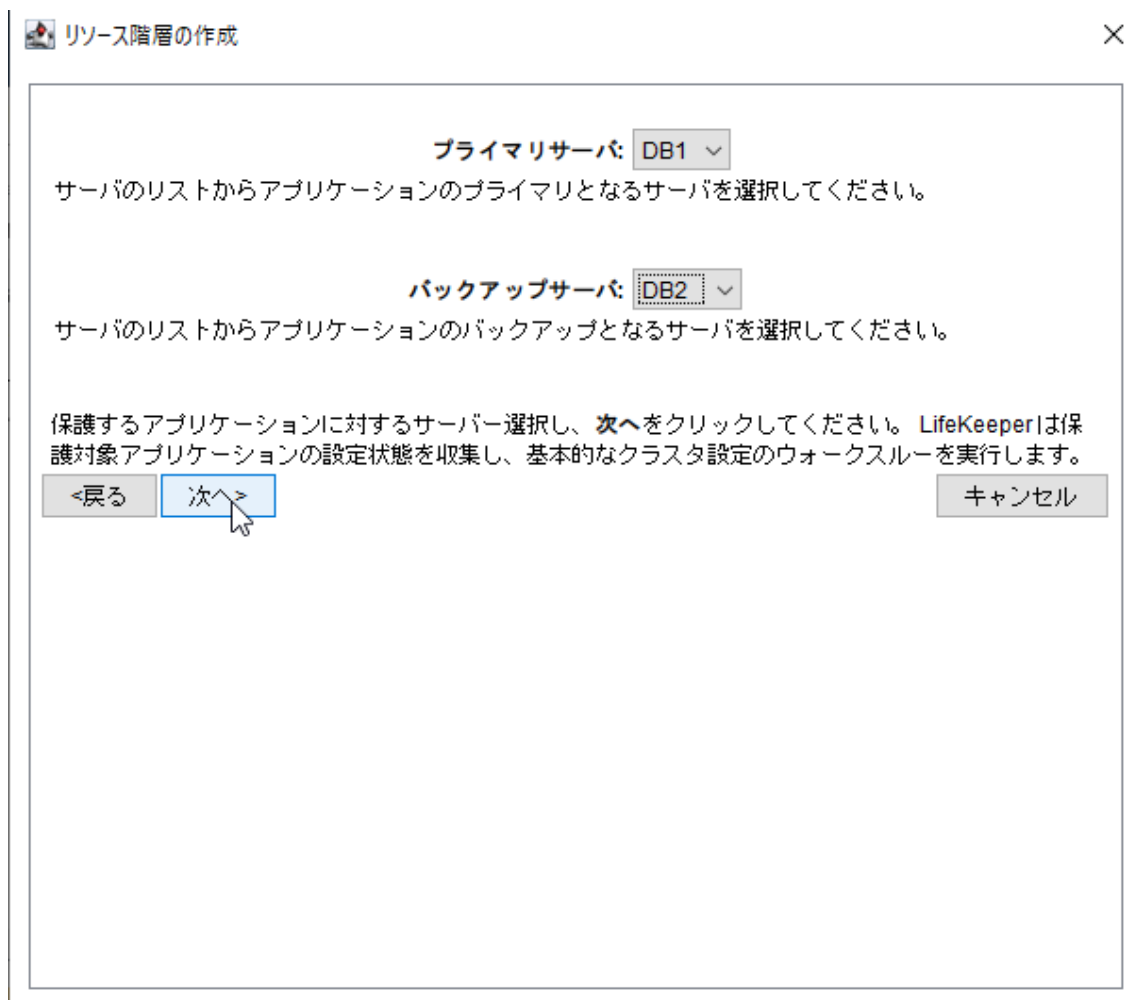 リソース階層の作成
プライマリサーバ: DB1
サーバのリストからアプリケーションのプライマリとなるサーバを選択してください。
バックアップサーバ: DB2
サーバのリストからアプリケーションのバックアップとなるサーバを選択してください。
保護するアプリケーションに対するサーバー選択し、次へをクリックしてください。 LifeKeeperは保
護対象アプリケーションの設定状態を収集し、基本的なクラスタ設定のウォークスルーを実行します。
<戻る 次へ> キャンセル